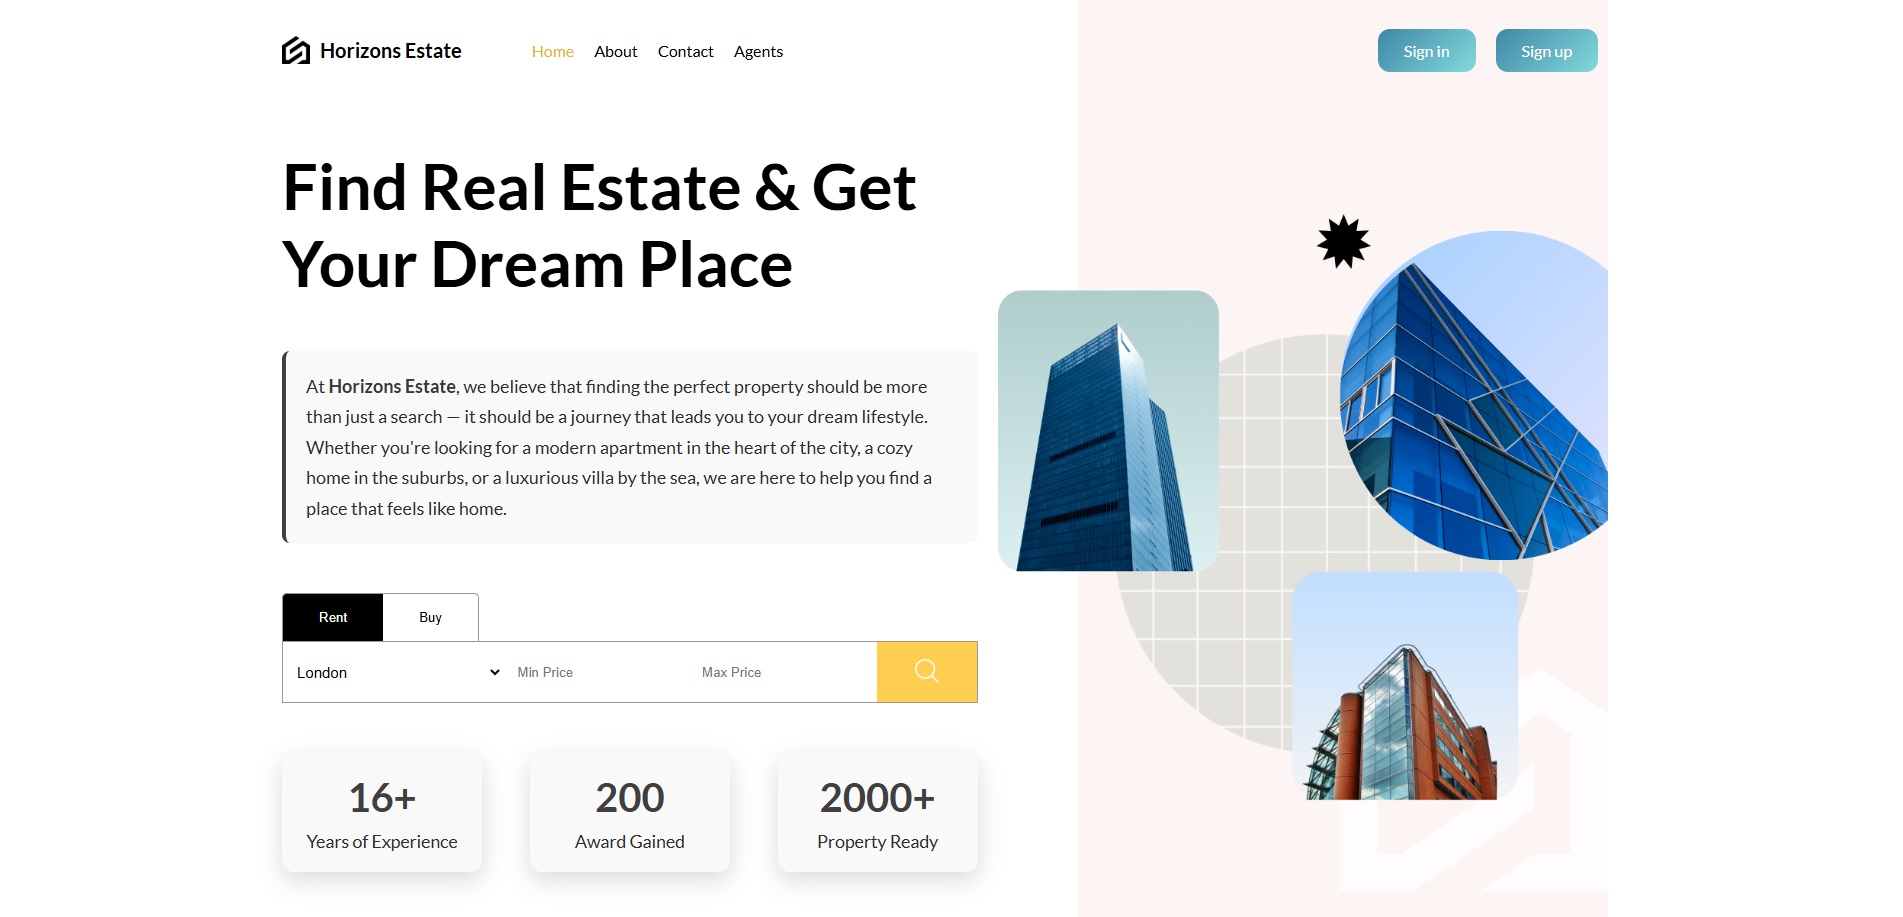 Horizons Estate
Home About Contact Agents
Sign in Sign up
Find Real Estate & Get
Your Dream Place
At Horizons Estate, we believe that finding the perfect property should be more
than just a search — it should be a journey that leads you to your dream lifestyle.
Whether you're looking for a modern apartment in the heart of the city, a cozy
home in the suburbs, or a luxurious villa by the sea, we are here to help you find a
place that feels like home.
Rent Buy
London Min Price Max Price
16+ 200 2000+
Years of Experience Award Gained Property Ready